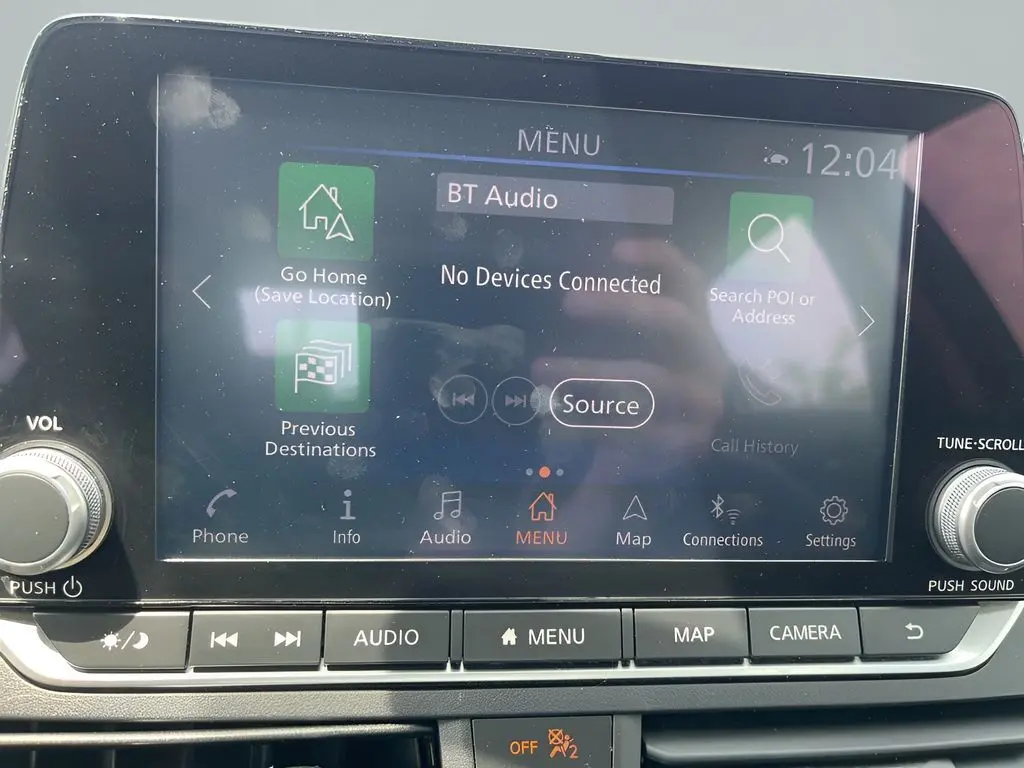 MENU
12:04
BT Audio
Go Home
(Save Location)
No Devices Connected
Search POI or
Address
Source
Previous
Destinations
Call History
VOL
TUNE·SCROLL
Phone
Info
Audio
MENU
Map
Connections
Settings
PUSH
PUSH SOUND
AUDIO
MENU
MAP
CAMERA
OFF
2